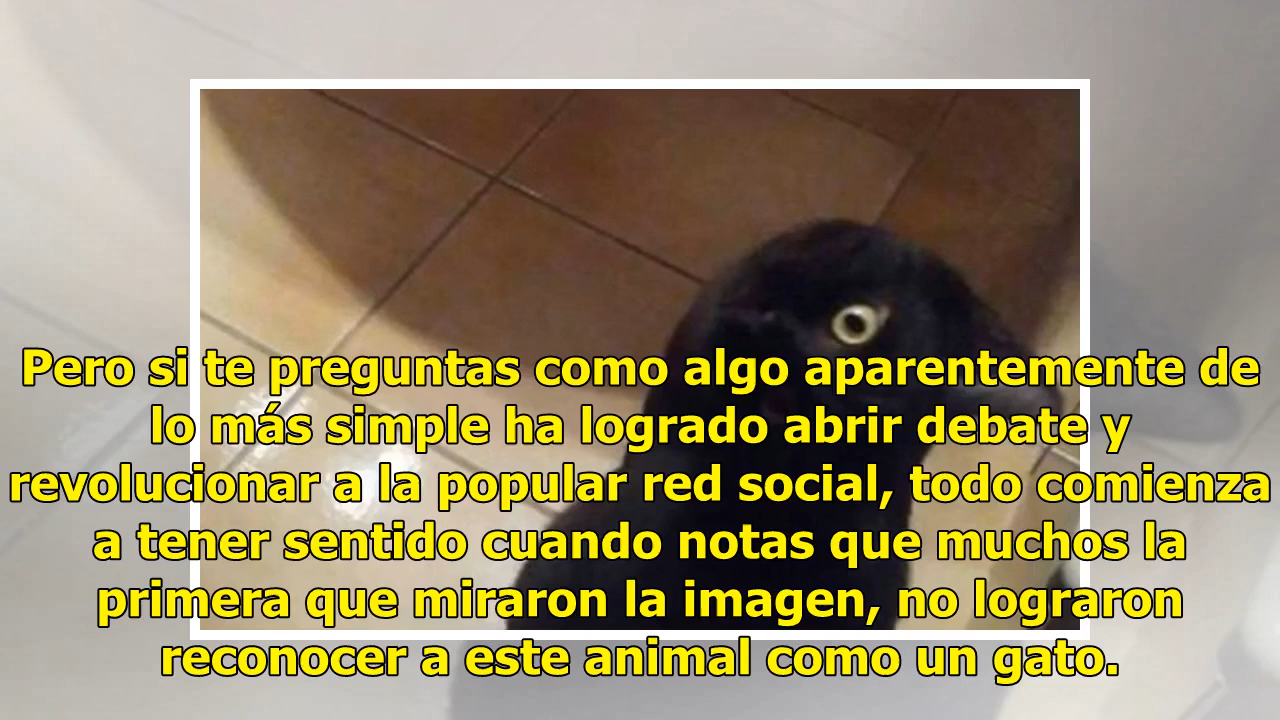 Pero si te preguntas como algo aparentemente de
lo más simple ha logrado abrir debate y
revolucionar a la popular red social, todo comienza
a tener sentido cuando notas que muchos la
primera que miraron la imagen, no lograron
reconocer a este animal como un gato.